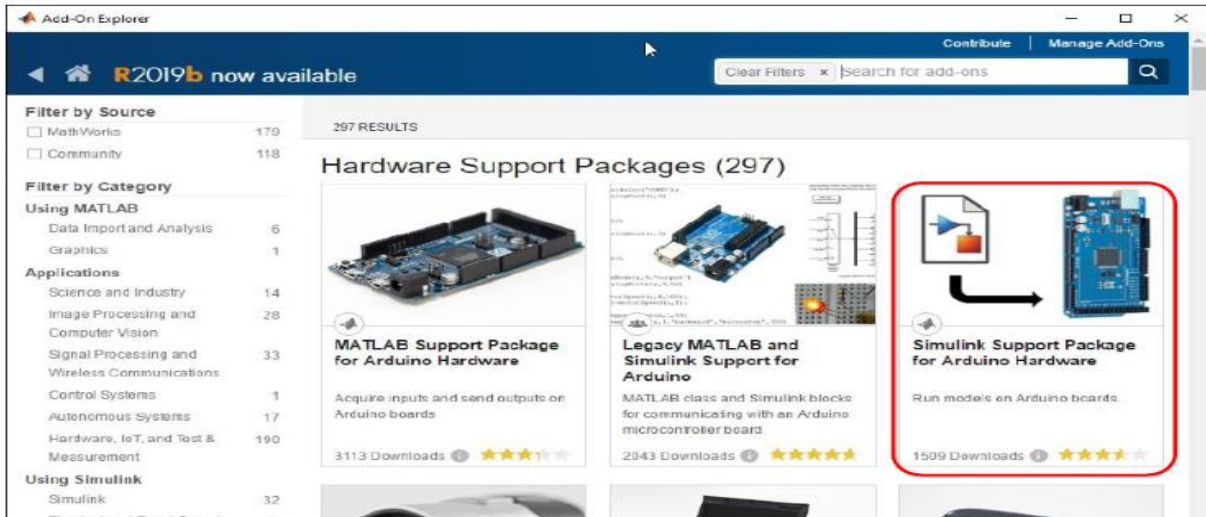 Add-On Explorer
Contribute | Manage Add-Ons
R2019b now available
Clear Filters × Search for add-ons
Filter by Source
MathWorks 179
Community 118
Filter by Category
Using MATLAB
Data Import and Analysis 6
Graphics 1
Applications
Science and Industry 14
Image Processing and
Computer Vision 28
Signal Processing and
Wireless Communications 33
Control Systems 1
Autonomous Systems 17
Hardware, IoT, and Test &
Measurement 190
Using Simulink
Simulink 32
297 RESULTS
Hardware Support Packages (297)
MATLAB Support Package
for Arduino Hardware
Acquire inputs and send outputs on
Arduino boards
3113 Downloads
Legacy MATLAB and
Simulink Support for
Arduino
MATLAB class and Simulink blocks
for communicating with an Arduino
microcontroller board
2043 Downloads
Simulink Support Package
for Arduino Hardware
Run models on Arduino boards.
1509 Downloads